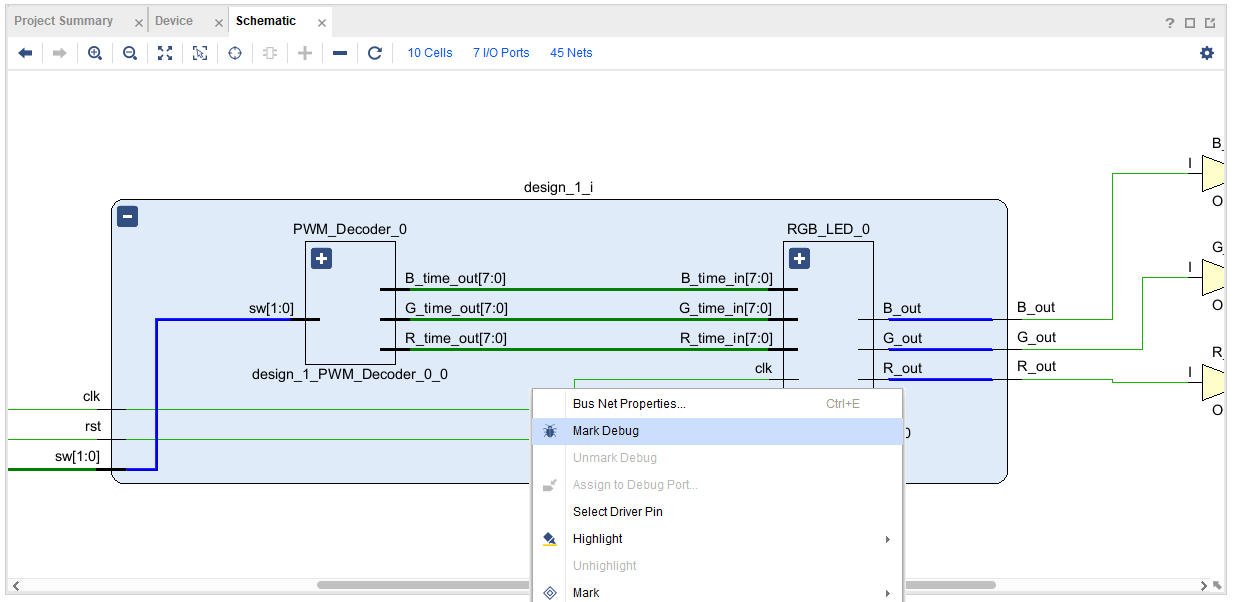 Project Summary
Device
Schematic
10 Cells 7 I/O Ports 45 Nets
B_
I
O
design_1_i
PWM_Decoder_0
RGB_LED_0
G_
I
O
B_time_out[7:0]
B_time_in[7:0]
sw[1:0]
G_time_out[7:0]
G_time_in[7:0]
B_out
B_out
R_time_out[7:0]
R_time_in[7:0]
G_out
G_out
R_
design_1_PWM_Decoder_0_0
clk
R_out
R_out
I
O
clk
rst
sw[1:0]
Bus Net Properties... Ctrl+E
Mark Debug
Unmark Debug
Assign to Debug Port...
Select Driver Pin
Highlight
Unhighlight
Mark